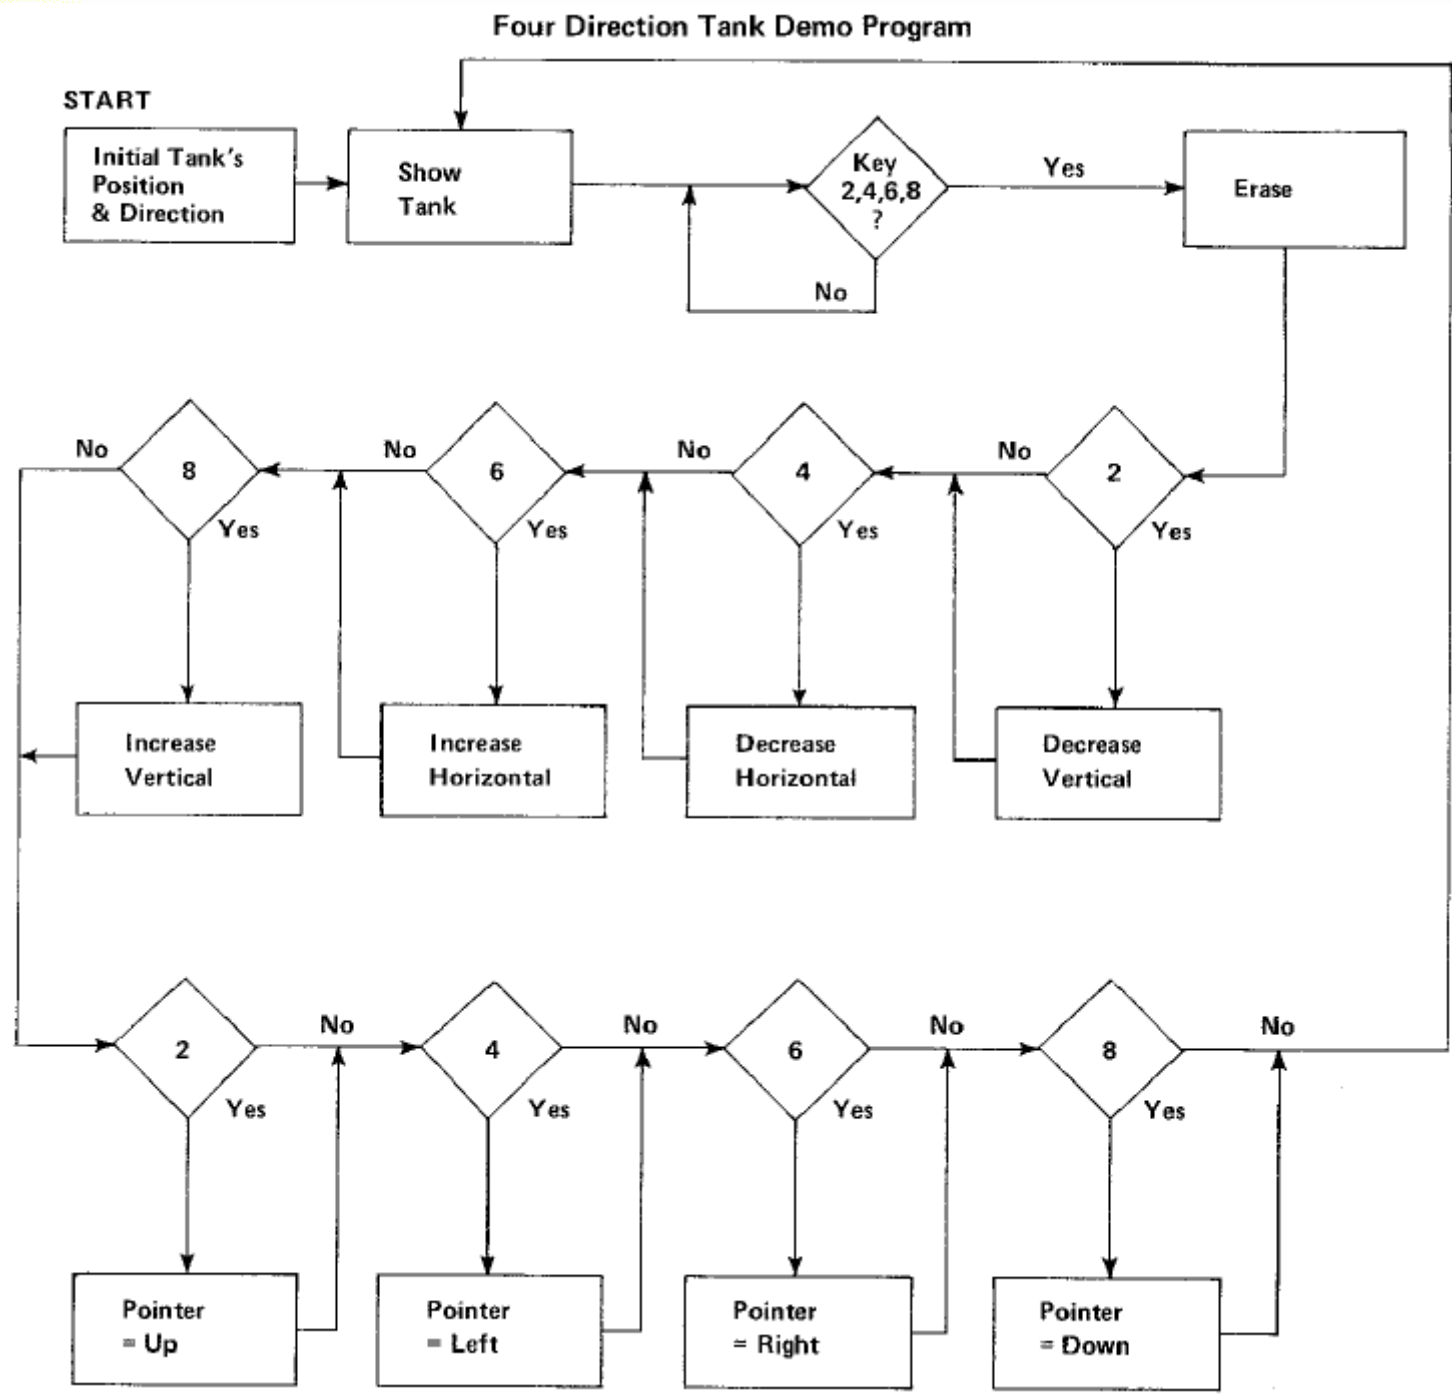 Four Direction Tank Demo Program
START
Initial Tank's
Position
& Direction
Show
Tank
Key
2,4,6,8
?
Yes
No
Erase
2
No
Yes
Decrease
Vertical
4
No
Yes
Decrease
Horizontal
6
No
Yes
Increase
Horizontal
8
No
Yes
Increase
Vertical
2
No
Yes
Pointer
= Up
4
No
Yes
Pointer
= Left
6
No
Yes
Pointer
= Right
8
No
Yes
Pointer
= Down